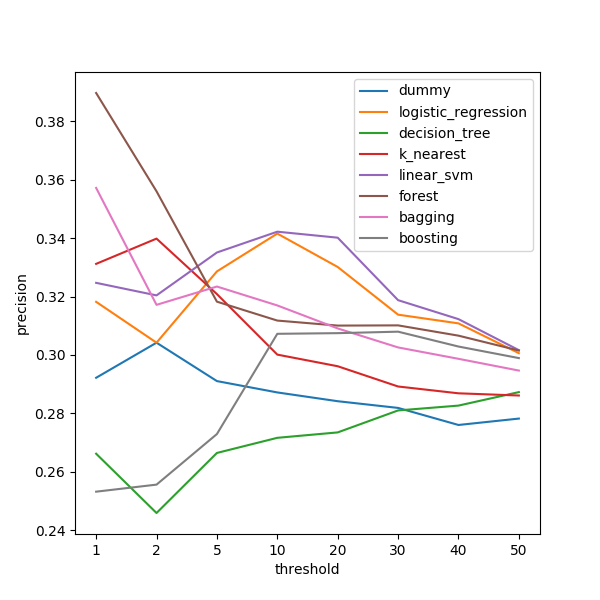 dummy
logistic_regression
decision_tree
k_nearest
linear_svm
forest
bagging
boosting
0.38
0.36
0.34
0.32
0.30
0.28
0.26
0.24
precision
1 2 5 10 20 30 40 50
threshold